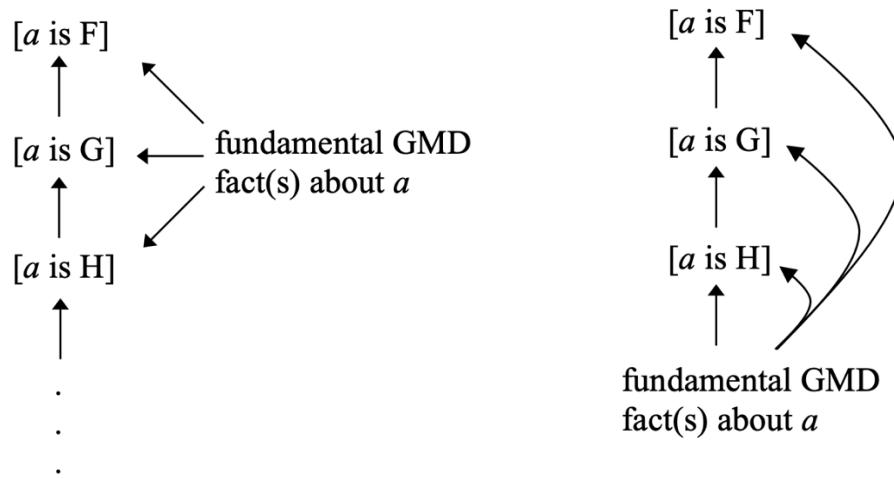 [a is F]
[a is G]
[a is H]
.
.
.
fundamental GMD
fact(s) about a
[a is F]
[a is G]
[a is H]
fundamental GMD
fact(s) about a